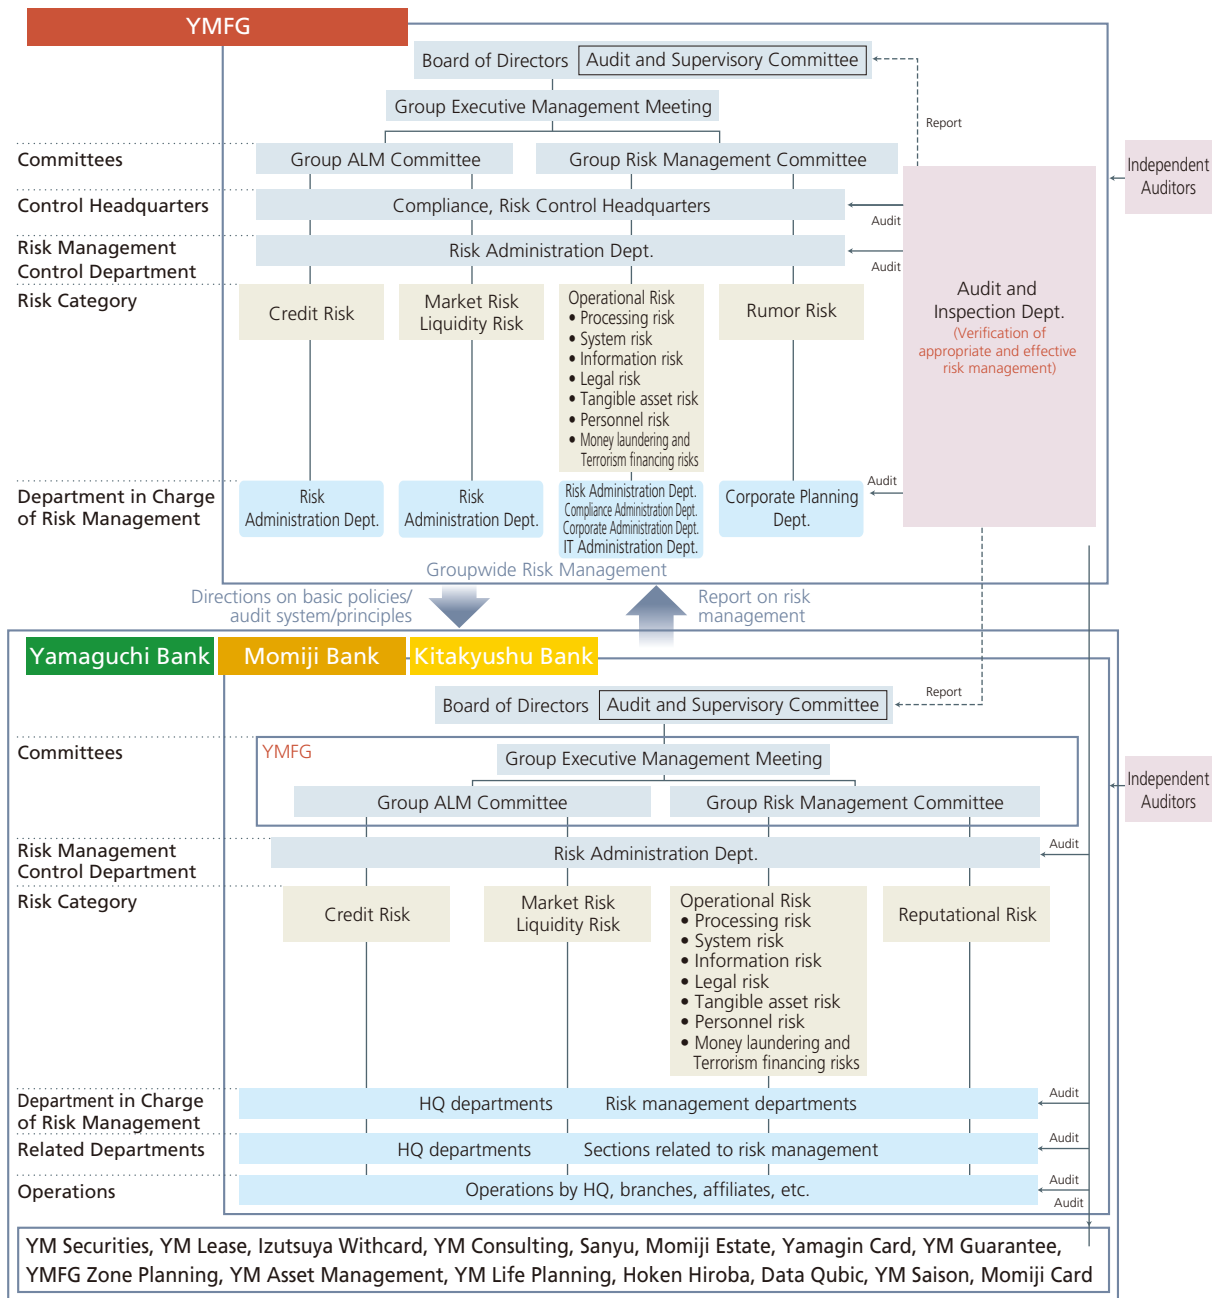 YMFG
Board of Directors
Audit and Supervisory Committee
Group Executive Management Meeting
Report
Committees
Group ALM Committee
Group Risk Management Committee
Independent
Auditors
Control Headquarters
Compliance, Risk Control Headquarters
Audit
Risk Management
Control Department
Risk Administration Dept.
Audit
Risk Category
Credit Risk
Market Risk
Liquidity Risk
Operational Risk
• Processing risk
• System risk
• Information risk
• Legal risk
• Tangible asset risk
• Personnel risk
• Money laundering and
Terrorism financing risks
Rumor Risk
Audit and
Inspection Dept.
(Verification of
appropriate and effective
risk management)
Department in Charge
of Risk Management
Risk
Administration Dept.
Risk
Administration Dept.
Risk Administration Dept.
Compliance Administration Dept.
Corporate Administration Dept.
IT Administration Dept.
Corporate Planning
Dept.
Audit
Groupwide Risk Management
Directions on basic policies/
audit system/principles
Report on risk
management
Yamaguchi Bank
Momiji Bank
Kitakyushu Bank
Board of Directors
Audit and Supervisory Committee
Report
Committees
YMFG
Group Executive Management Meeting
Group ALM Committee
Group Risk Management Committee
Independent
Auditors
Risk Management
Control Department
Risk Administration Dept.
Audit
Risk Category
Credit Risk
Market Risk
Liquidity Risk
Operational Risk
• Processing risk
• System risk
• Information risk
• Legal risk
• Tangible asset risk
• Personnel risk
• Money laundering and
Terrorism financing risks
Reputational Risk
Department in Charge
of Risk Management
HQ departments Risk management departments
Audit
Related Departments
HQ departments Sections related to risk management
Audit
Operations
Operations by HQ, branches, affiliates, etc.
Audit
Audit
YM Securities, YM Lease, Izutsuya Withcard, YM Consulting, Sanyu, Momiji Estate, Yamagin Card, YM Guarantee,
YMFG Zone Planning, YM Asset Management, YM Life Planning, Hoken Hiroba, Data Qubic, YM Saison, Momiji Card